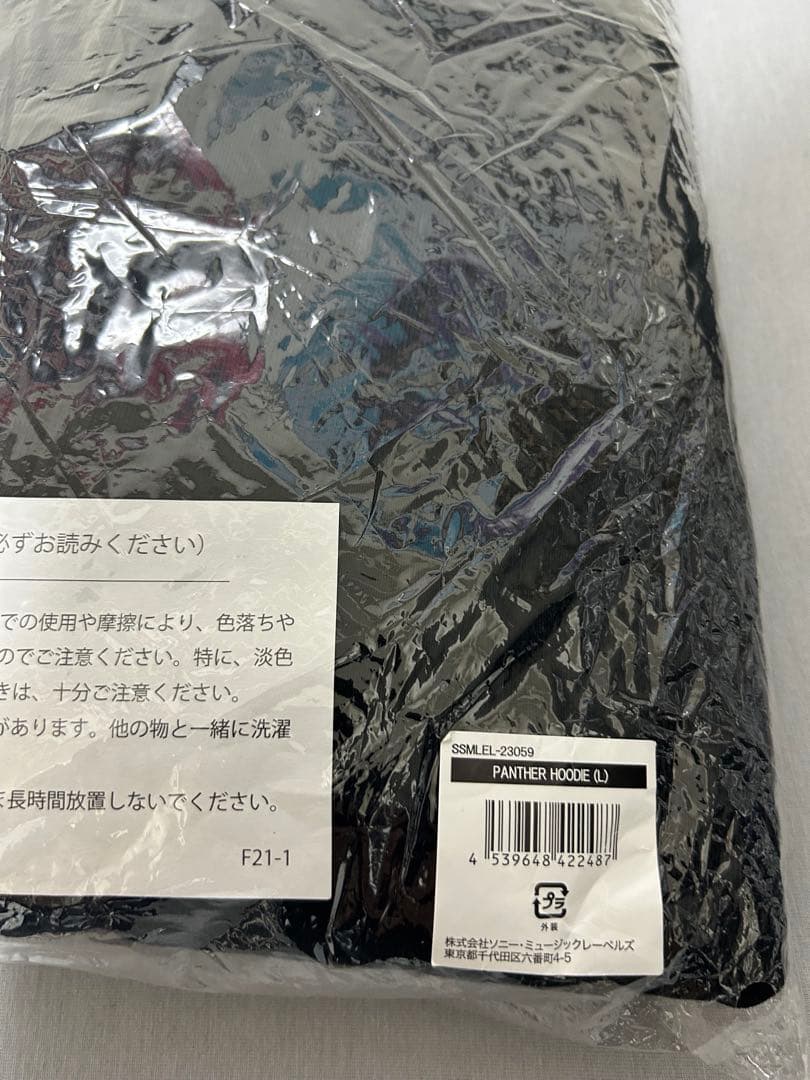 必ずお読みください）
での使用や摩擦により、色落ちや
のでご注意ください。特に、淡色
きは、十分ご注意ください。
があります。他の物と一緒に洗濯
長時間放置しないでください。
F21-1
SSMLEL-23059
PANTHER HOODIE (L)
4 539648 422487
プラ
外装
株式会社ソニー・ミュージックレーベルズ
東京都千代田区六番町4-5